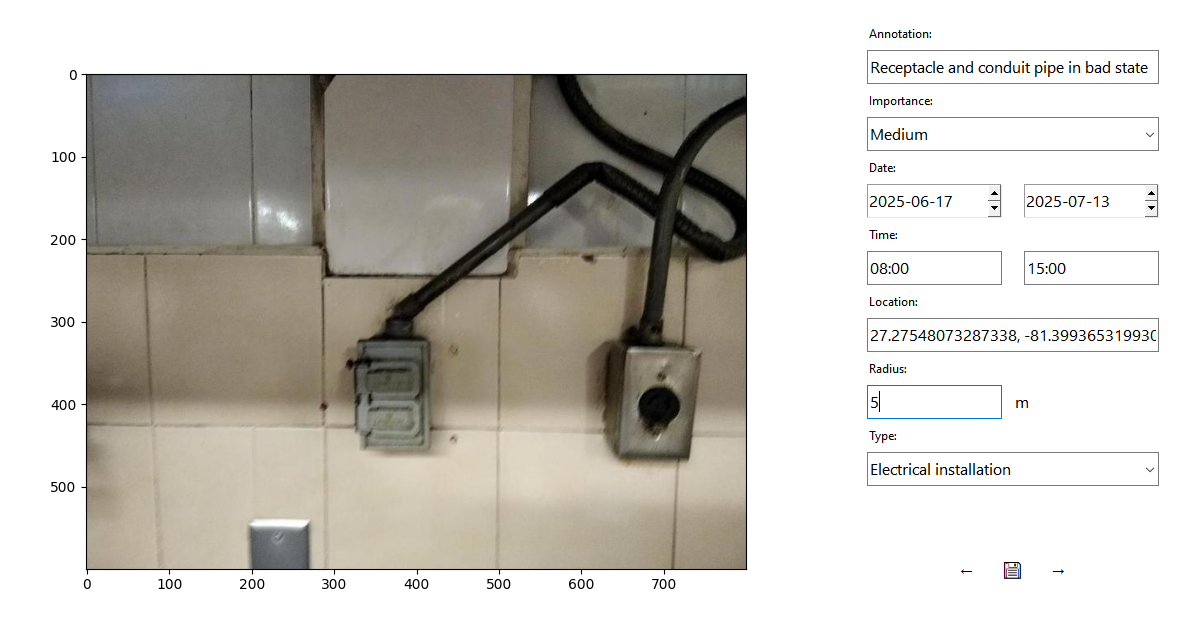 Annotation:
Receptacle and conduit pipe in bad state
Importance:
Medium
Date:
2025-06-17 2025-07-13
Time:
08:00 15:00
Location:
27.27548073287338, -81.39936531993
Radius:
5 m
Type:
Electrical installation
← →
0
100
200
300
400
500
0 100 200 300 400 500 600 700